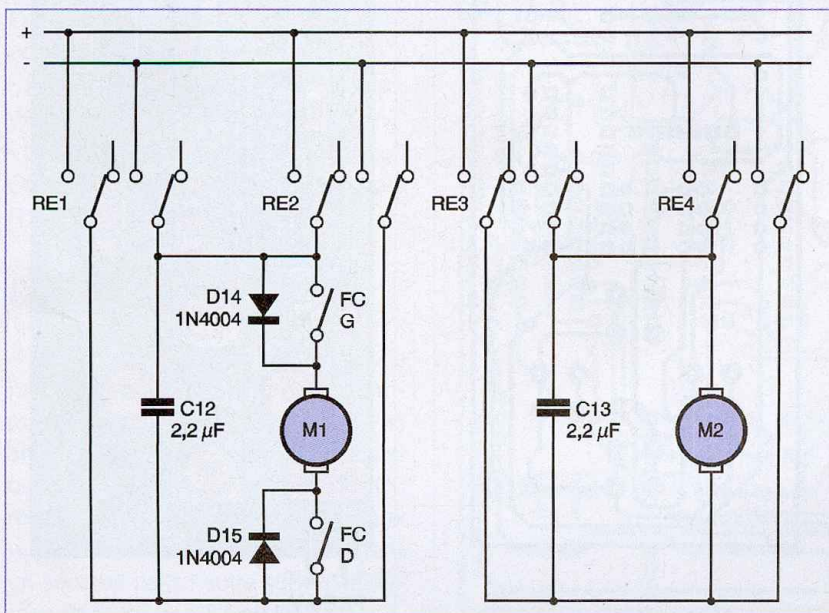 +
-
RE1
RE2
RE3
RE4
D14
1N4004
FC
G
C12
2,2 µF
M1
C13
2,2 µF
M2
D15
1N4004
FC
D